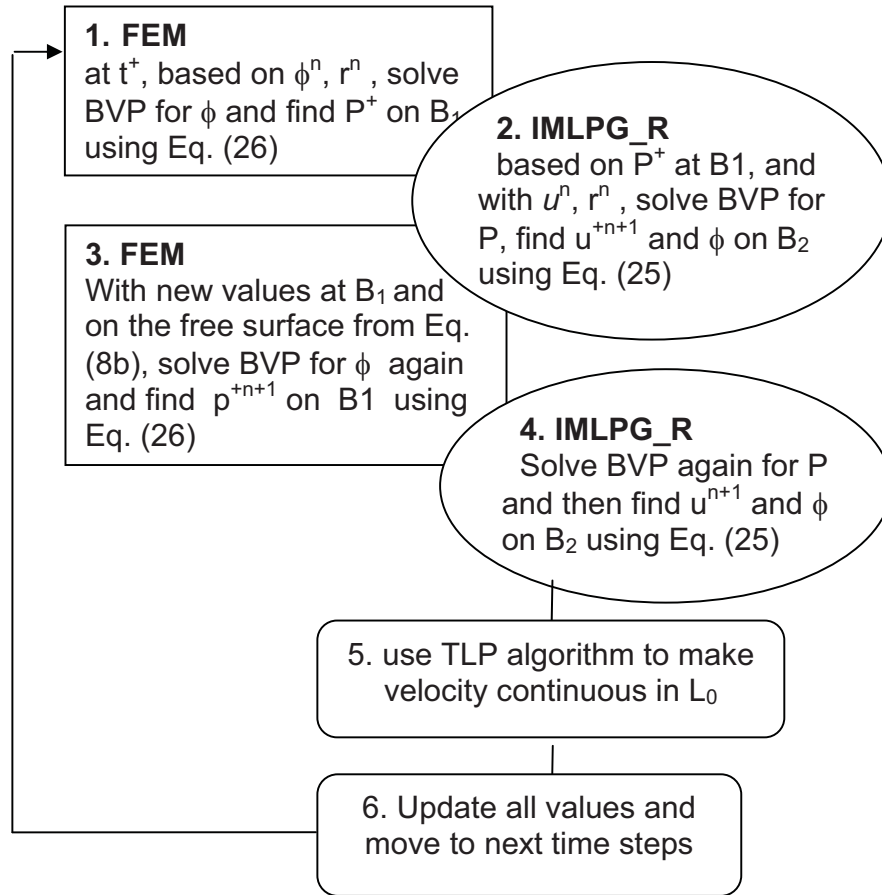 1. FEM
at t⁺, based on ϕⁿ, rⁿ , solve
BVP for ϕ and find P⁺ on B₁
using Eq. (26)
2. IMLPG_R
based on P⁺ at B1, and
with uⁿ, rⁿ , solve BVP for
P, find u⁺ⁿ⁺¹ and ϕ on B₂
using Eq. (25)
3. FEM
With new values at B₁ and
on the free surface from Eq.
(8b), solve BVP for ϕ again
and find p⁺ⁿ⁺¹ on B1 using
Eq. (26)
4. IMLPG_R
Solve BVP again for P
and then find uⁿ⁺¹ and ϕ
on B₂ using Eq. (25)
5. use TLP algorithm to make
velocity continuous in L₀
6. Update all values and
move to next time steps